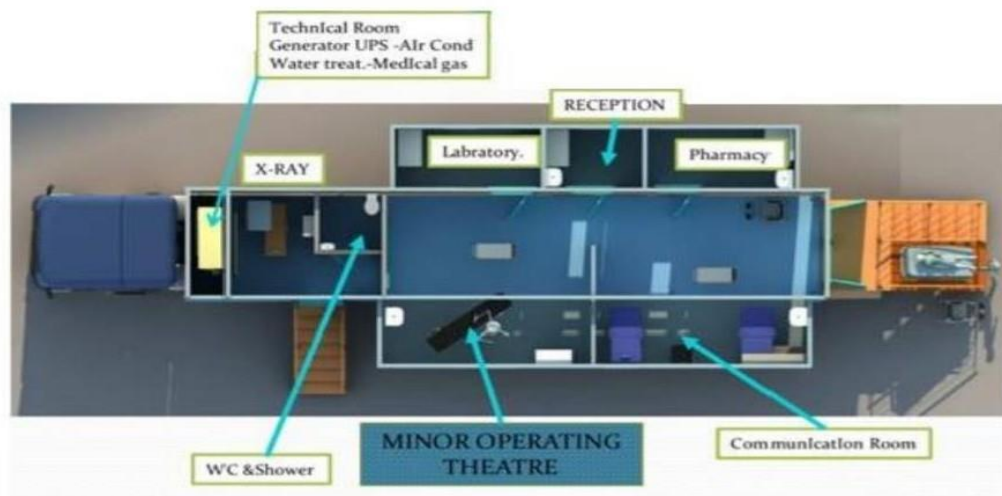 Technical Room
Generator UPS -Air Cond
Water treat.-Medical gas
RECEPTION
Labratory.
Pharmacy
X-RAY
WC &Shower
MINOR OPERATING
THEATRE
Communication Room